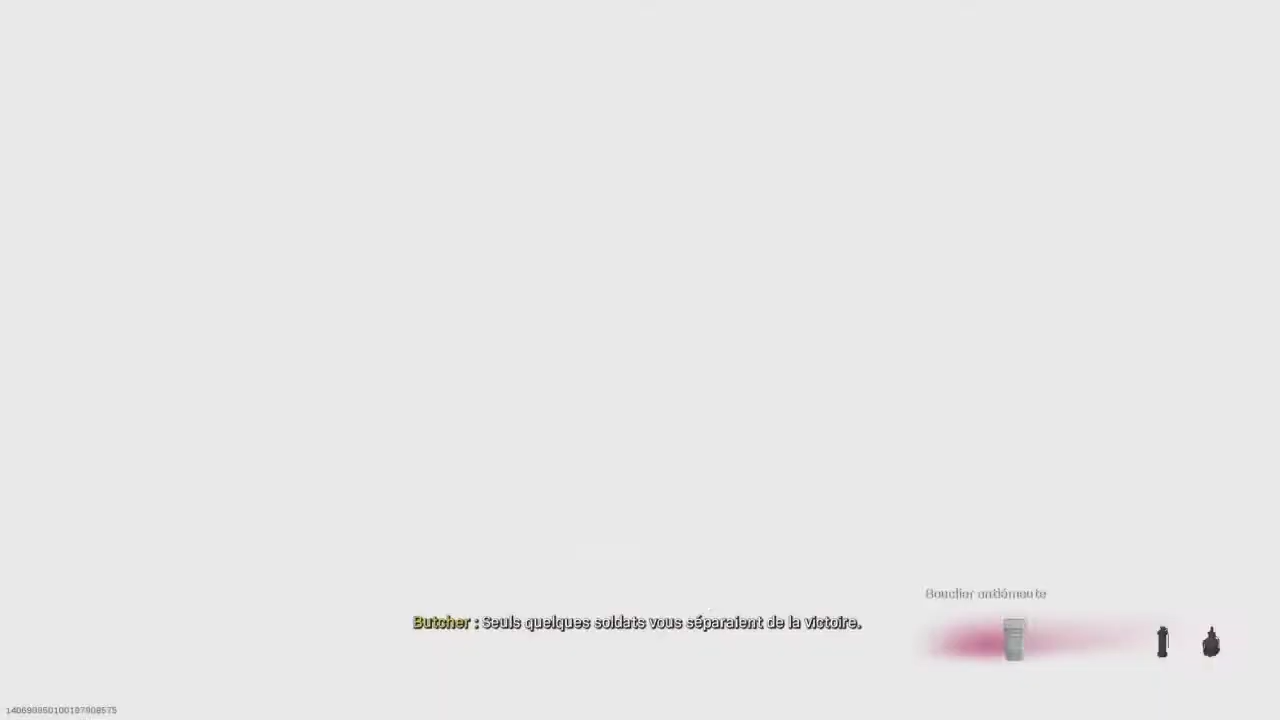 Bouclier antiémeute
Butcher : Seuls quelques soldats vous séparaient de la victoire.